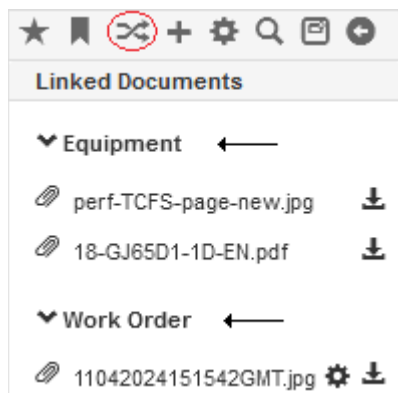 Linked Documents
Equipment
perf-TCFS-page-new.jpg
18-GJ65D1-1D-EN.pdf
Work Order
11042024151542GMT.jpg